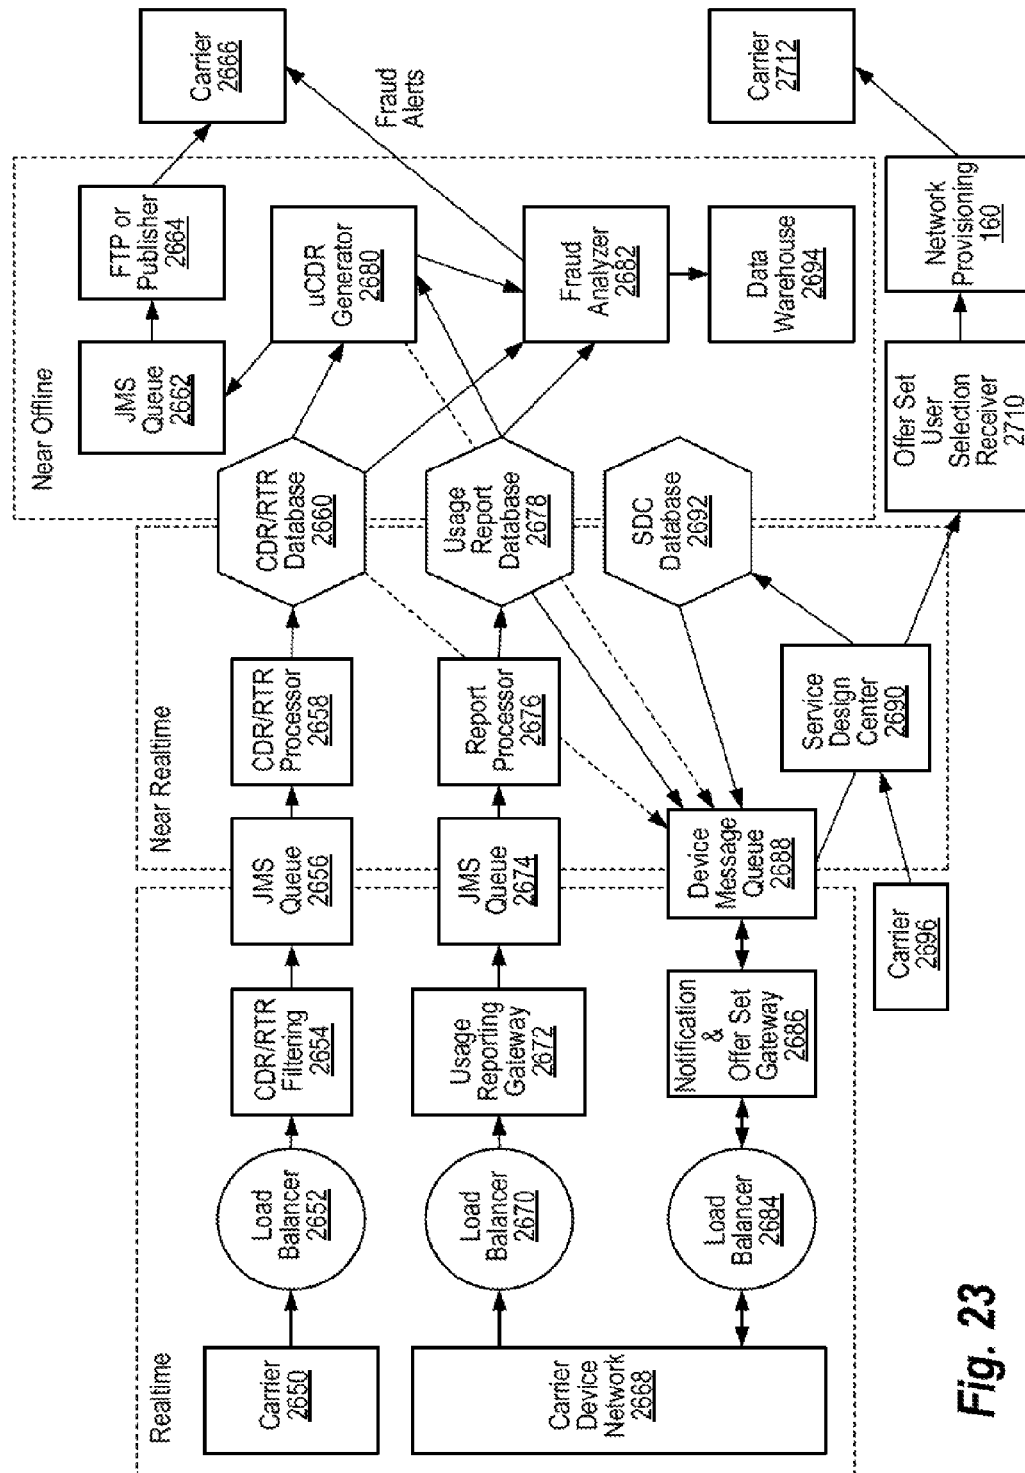 Realtime
Near Realtime
Near Offline
Carrier
2650
Load
Balancer
2652
CDR/RTR
Filtering
2654
JMS
Queue
2656
CDR/RTR
Processor
2658
CDR/RTR
Database
2660
JMS
Queue
2662
FTP or
Publisher
2664
Carrier
2666
uCDR
Generator
2680
Fraud
Alerts
Carrier
Device
Network
2668
Load
Balancer
2670
Usage
Reporting
Gateway
2672
JMS
Queue
2674
Report
Processor
2676
Usage
Report
Database
2678
Fraud
Analyzer
2682
Load
Balancer
2684
Notification
&
Offer Set
Gateway
2686
Device
Message
Queue
2688
SDC
Database
2692
Data
Warehouse
2694
Service
Design
Center
2690
Carrier
2696
Offer Set
User
Selection
Receiver
2710
Network
Provisioning
160
Carrier
2712
Fig. 23